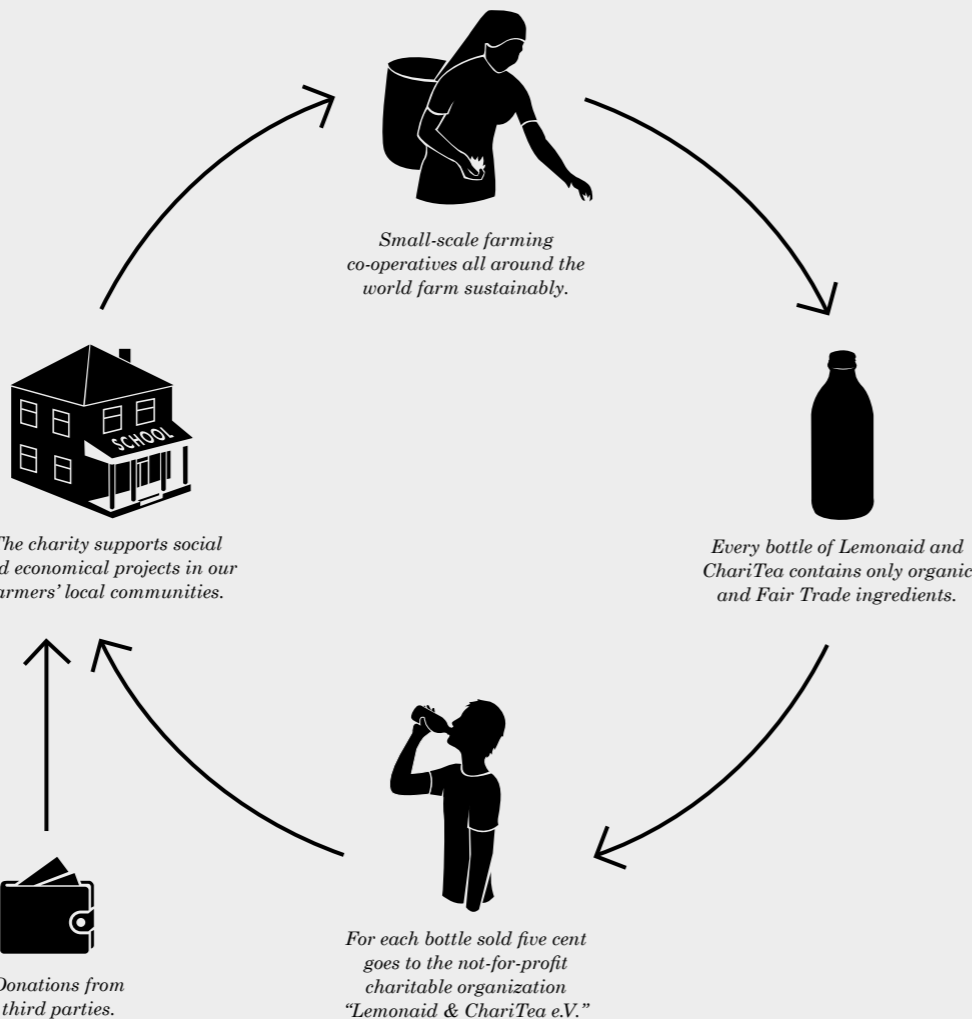 Small-scale farming
co-operatives all around the
world farm sustainably.
SCHOOL
The charity supports social
d economical projects in our
armers' local communities.
Every bottle of Lemonaid and
ChariTea contains only organic
and Fair Trade ingredients.
For each bottle sold five cent
goes to the not-for-profit
charitable organization
“Lemonaid & ChariTea e.V.”
Donations from
third parties.